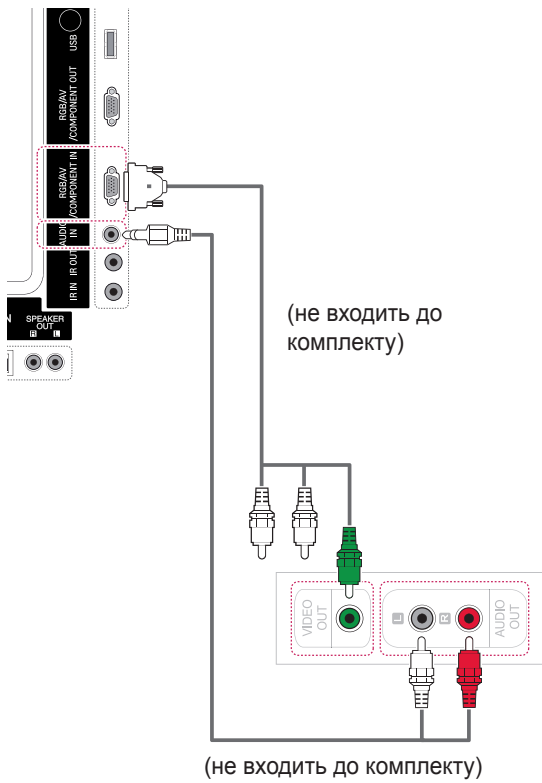 USB
RGB/AV
/COMPONENT OUT
RGB/AV
/COMPONENT IN
AUDIO
IN
IR OUT
IR IN
N
SPEAKER
OUT
R L
(не входить до
комплекту)
VIDEO
OUT
L
R
AUDIO
OUT
(не входить до комплекту)